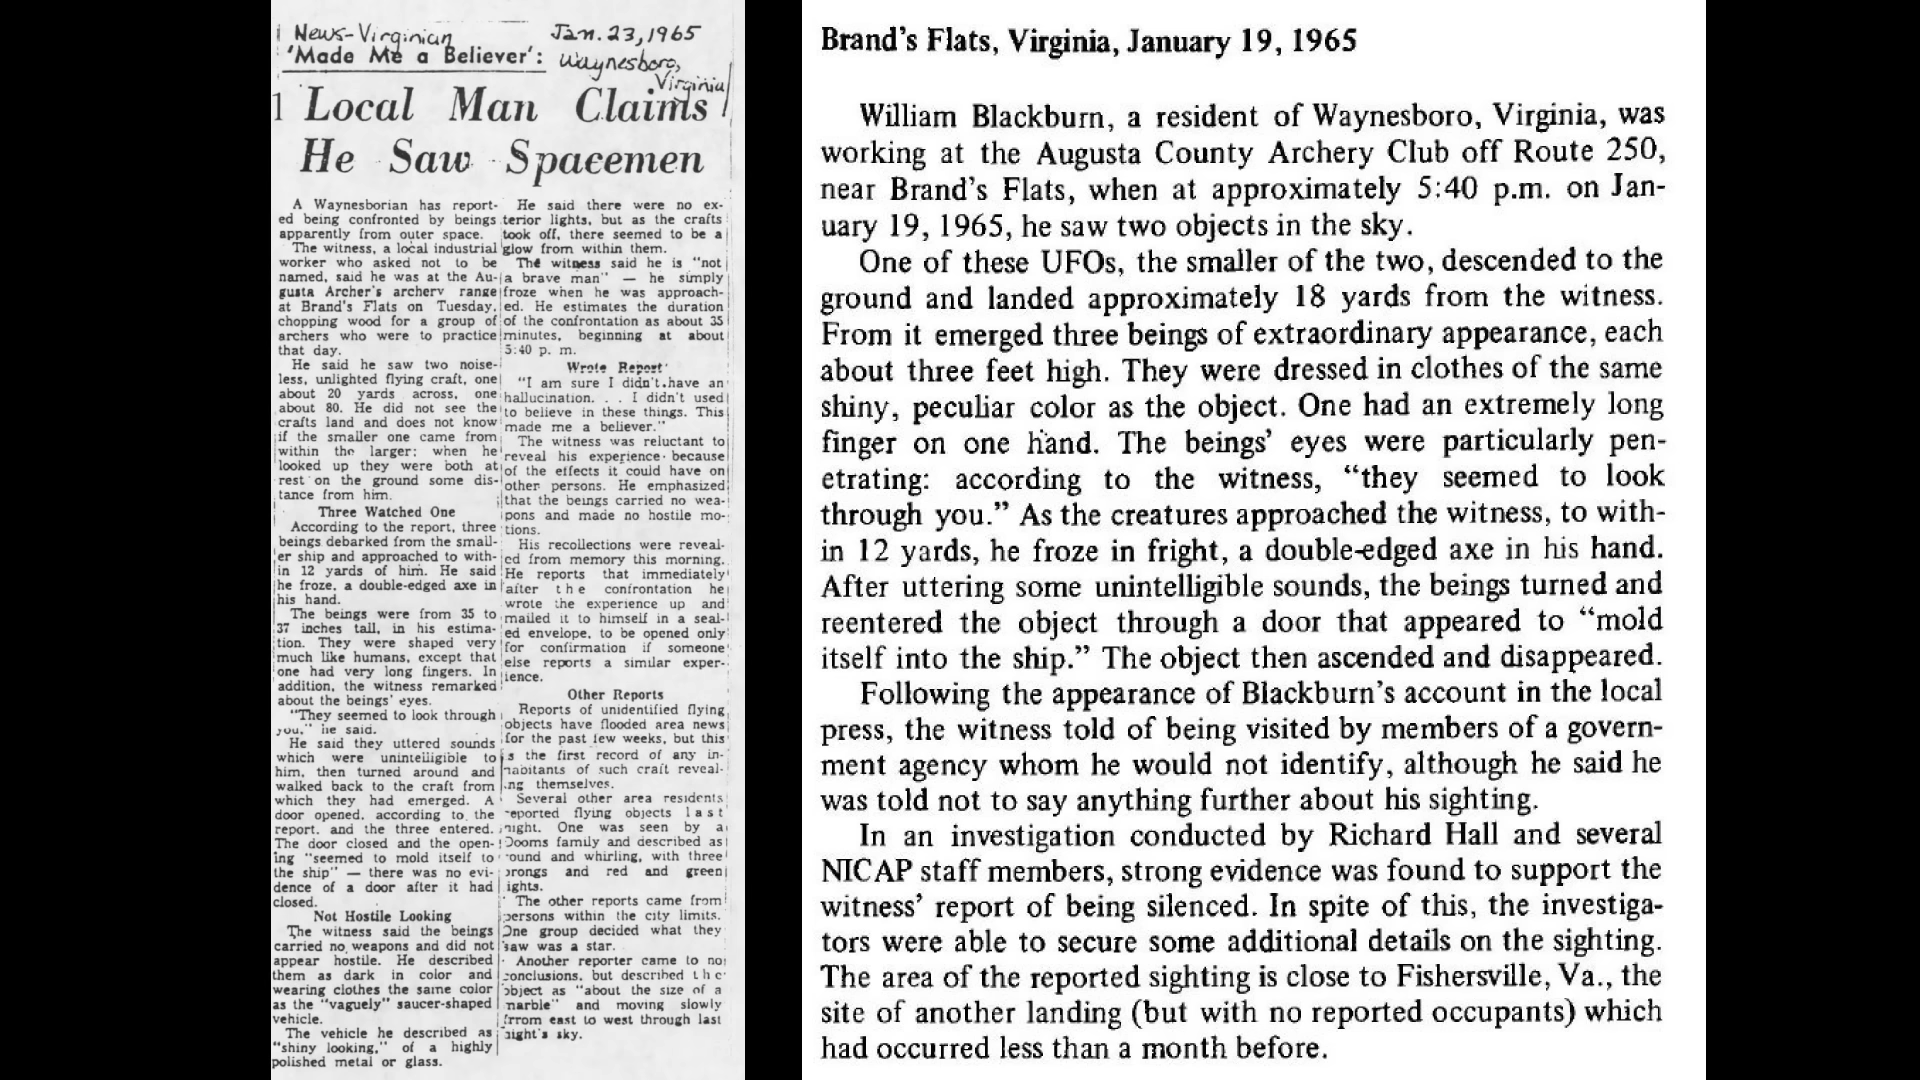 News-Virginian
Jan. 23, 1965
'Made Me a Believer':
Waynesboro,
Virginia
Local Man Claims
He Saw Spacemen
A Waynesborian has report-
ed being confronted by beings
apparently from outer space.
The witness, a local industrial
worker who asked not to be
named, said he was at the Au-
gusta Archer's archery range
at Brand's Flats on Tuesday,
chopping wood for a group of
archers who were to practice
that day.
He said he saw two noise-
less, unlighted flying craft, one
about 20 yards across, one
about 80. He did not see the
crafts land and does not know
if the smaller one came from
within the larger; when he
looked up they were both at
rest on the ground some dis-
tance from him.
Three Watched One
According to the report, three
beings debarked from the small-
er ship and approached to with-
in 12 yards of him. He said
he froze, a double-edged axe in
his hand.
The beings were from 35 to
37 inches tall, in his estima-
tion. They were shaped very
much like humans, except that
one had very long fingers. In
addition, the witness remarked
about the beings' eyes.
"They seemed to look through
you," he said.
He said they uttered sounds
which were unintelligible to
him, then turned around and
walked back to the craft from
which they had emerged. A
door opened, according to the
report, and the three entered.
The door closed and the open-
ing "seemed to mold itself to
the ship" — there was no evi-
dence of a door after it had
closed.
Not Hostile Looking
The witness said the beings
carried no weapons and did not
appear hostile. He described
them as dark in color and
wearing clothes the same color
as the "vaguely" saucer-shaped
vehicle.
The vehicle he described as
"shiny looking," of a highly
polished metal or glass.
He said there were no ex-
terior lights, but as the crafts
took off, there seemed to be a
glow from within them.
The witness said he is "not
a brave man" — he simply
froze when he was approach-
ed. He estimates the duration
of the confrontation as about 35
minutes, beginning at about
5:40 p. m.
Wrote Report
"I am sure I didn't have an
hallucination. . . I didn't used
to believe in these things. This
made me a believer."
The witness was reluctant to
reveal his experience because
of the effects it could have on
other persons. He emphasized
that the beings carried no wea-
pons and made no hostile mo-
tions.
His recollections were reveal-
ed from memory this morning.
He reports that immediately
after the confrontation he
wrote the experience up and
mailed it to himself in a seal-
ed envelope, to be opened only
for confirmation if someone
else reports a similar exper-
ience.
Other Reports
Reports of unidentified flying
objects have flooded area news
for the past few weeks, but this
is the first record of any in-
habitants of such craft reveal-
ing themselves.
Several other area residents
reported flying objects last
night. One was seen by a
Dooms family and described as
round and whirling, with three
prongs and red and green
lights.
The other reports came from
persons within the city limits.
One group decided what they
saw was a star.
Another reporter came to no
conclusions, but described the
object as "about the size of a
marble" and moving slowly
frrom east to west through last
night's sky.
Brand's Flats, Virginia, January 19, 1965
William Blackburn, a resident of Waynesboro, Virginia, was
working at the Augusta County Archery Club off Route 250,
near Brand's Flats, when at approximately 5:40 p.m. on Jan-
uary 19, 1965, he saw two objects in the sky.
One of these UFOs, the smaller of the two, descended to the
ground and landed approximately 18 yards from the witness.
From it emerged three beings of extraordinary appearance, each
about three feet high. They were dressed in clothes of the same
shiny, peculiar color as the object. One had an extremely long
finger on one hand. The beings' eyes were particularly pen-
etrating: according to the witness, "they seemed to look
through you." As the creatures approached the witness, to with-
in 12 yards, he froze in fright, a double-edged axe in his hand.
After uttering some unintelligible sounds, the beings turned and
reentered the object through a door that appeared to "mold
itself into the ship." The object then ascended and disappeared.
Following the appearance of Blackburn's account in the local
press, the witness told of being visited by members of a govern-
ment agency whom he would not identify, although he said he
was told not to say anything further about his sighting.
In an investigation conducted by Richard Hall and several
NICAP staff members, strong evidence was found to support the
witness' report of being silenced. In spite of this, the investiga-
tors were able to secure some additional details on the sighting.
The area of the reported sighting is close to Fishersville, Va., the
site of another landing (but with no reported occupants) which
had occurred less than a month before.